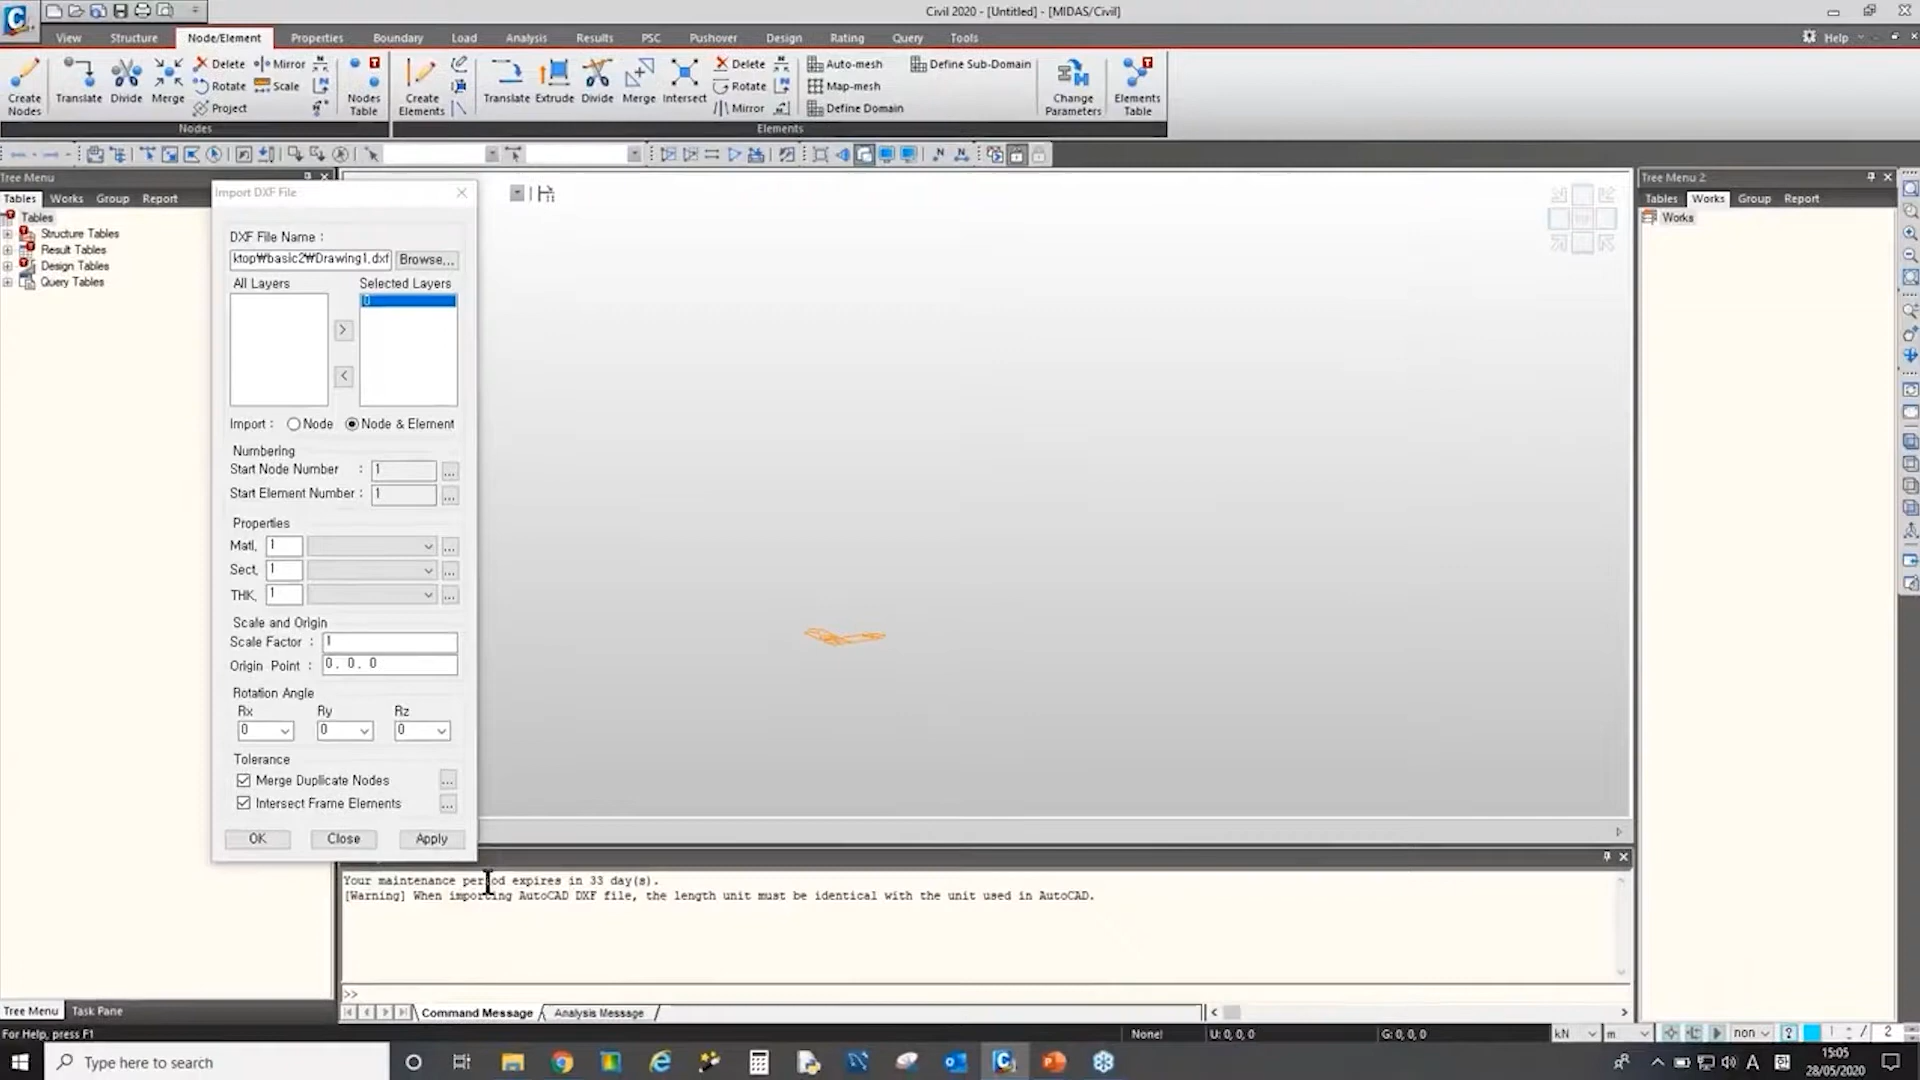 Civil 2020 - [Untitled] - [MIDAS/Civil]
View Structure Node/Element Properties Boundary Load Analysis Results PSC Pushover Design Rating Query Tools Help
Create Nodes
Translate
Divide
Merge
Delete
Rotate
Project
Mirror
Scale
Nodes Table
Nodes
Create Elements
Translate
Extrude
Divide
Merge
Intersect
Delete
Rotate
Mirror
Auto-mesh
Map-mesh
Define Domain
Define Sub-Domain
Change Parameters
Elements Table
Elements
Tree Menu
Tables Works Group Report
Tables
Structure Tables
Result Tables
Design Tables
Query Tables
Import DXF File
DXF File Name :
ktop₩basic2₩Drawing1.dxf Browse...
All Layers Selected Layers
0
>
<
Import : Node Node & Element
Numbering
Start Node Number : 1 ...
Start Element Number : 1 ...
Properties
Matl. 1 ...
Sect. 1 ...
THK. 1 ...
Scale and Origin
Scale Factor : 1
Origin Point : 0, 0, 0
Rotation Angle
Rx Ry Rz
0 0 0
Tolerance
Merge Duplicate Nodes ...
Intersect Frame Elements ...
OK Close Apply
Tree Menu 2
Tables Works Group Report
Works
Your maintenance period expires in 33 day(s).
[Warning] When importing AutoCAD DXF file, the length unit must be identical with the unit used in AutoCAD.
>>
Command Message Analysis Message
Tree Menu Task Pane
For Help, press F1
None! U: 0, 0, 0 G: 0, 0, 0 kN m non ? 1 / 2
Type here to search
A
15:05
28/05/2020